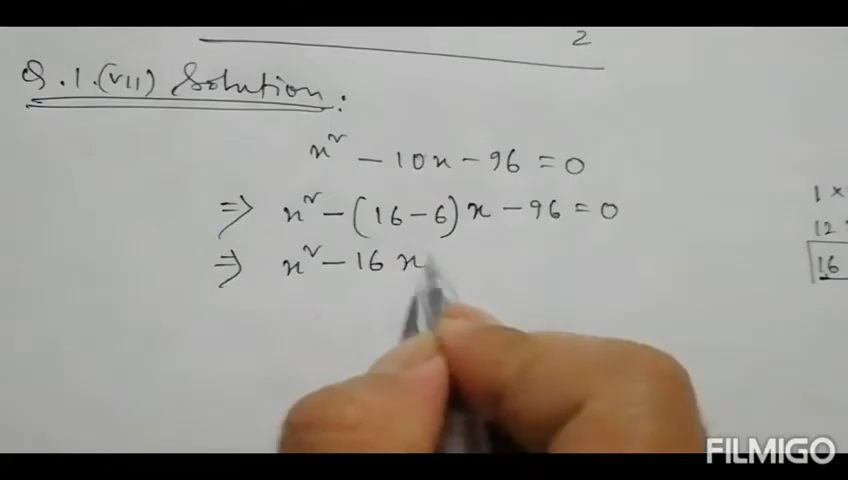 2
Q.1.(VII) Solution:
x² - 10x - 96 = 0
⇒ x² - (16 - 6)x - 96 = 0
⇒ x² - 16x
1 ×
12
16
FILMIGO